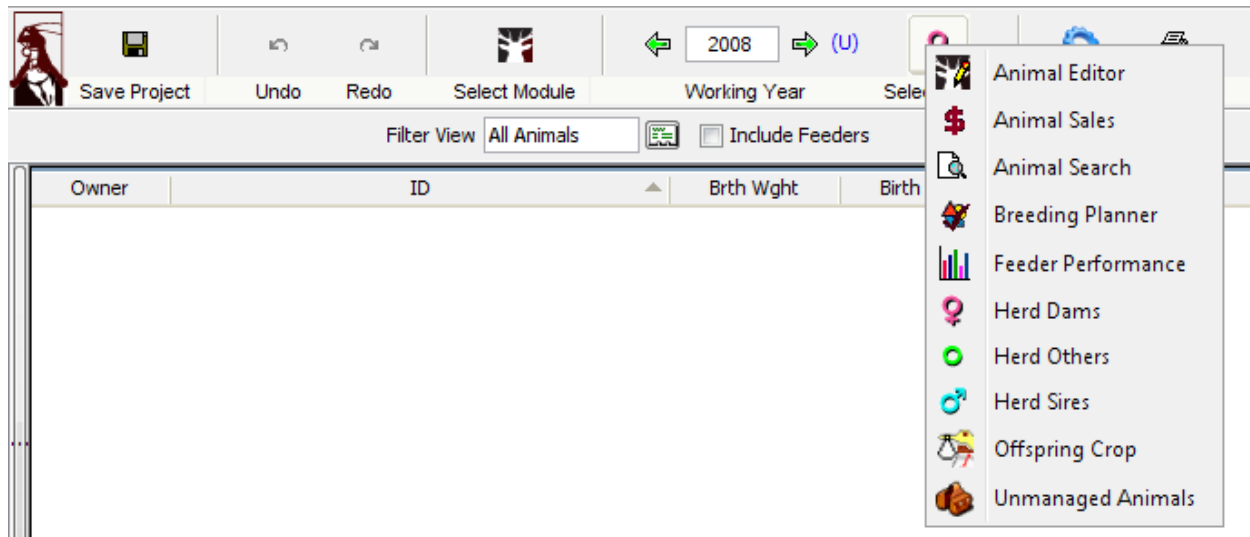 2008
(U)
Save Project
Undo
Redo
Select Module
Working Year
Filter View
All Animals
Include Feeders
Owner
ID
Brth Wght
Birth
Animal Editor
Animal Sales
Animal Search
Breeding Planner
Feeder Performance
Herd Dams
Herd Others
Herd Sires
Offspring Crop
Unmanaged Animals